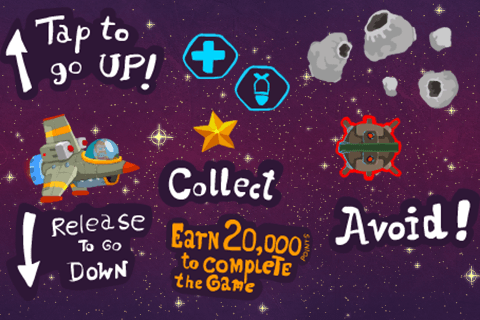 Tap to
go UP!
Collect
Release
To go
Down
Earn 20,000
POINTS
to COMPLETE
the Game
Avoid!